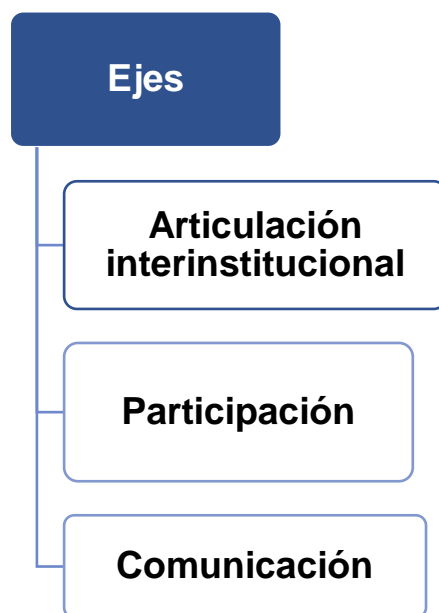 Ejes
Articulación
interinstitucional
Participación
Comunicación